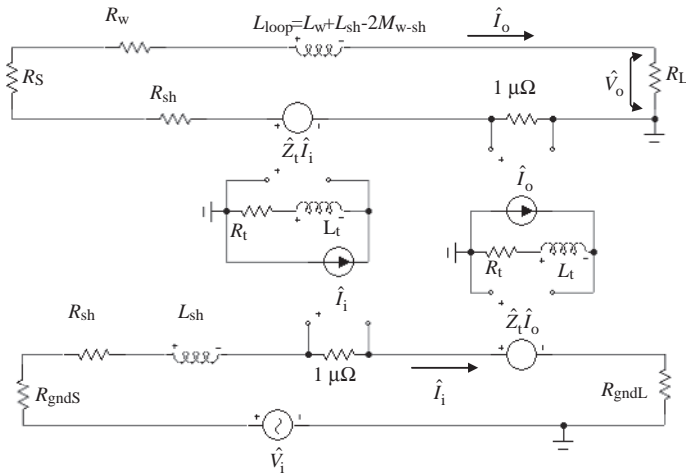 R_w
L_loop=L_w+L_sh-2M_w-sh
Î_o
R_S
V̂_o
R_L
R_sh
1 μΩ
Ẑ_tÎ_i
Î_o
R_t
L_t
R_t
L_t
Î_i
R_sh
L_sh
Ẑ_tÎ_o
1 μΩ
Î_i
R_gndS
R_gndL
V̂_i